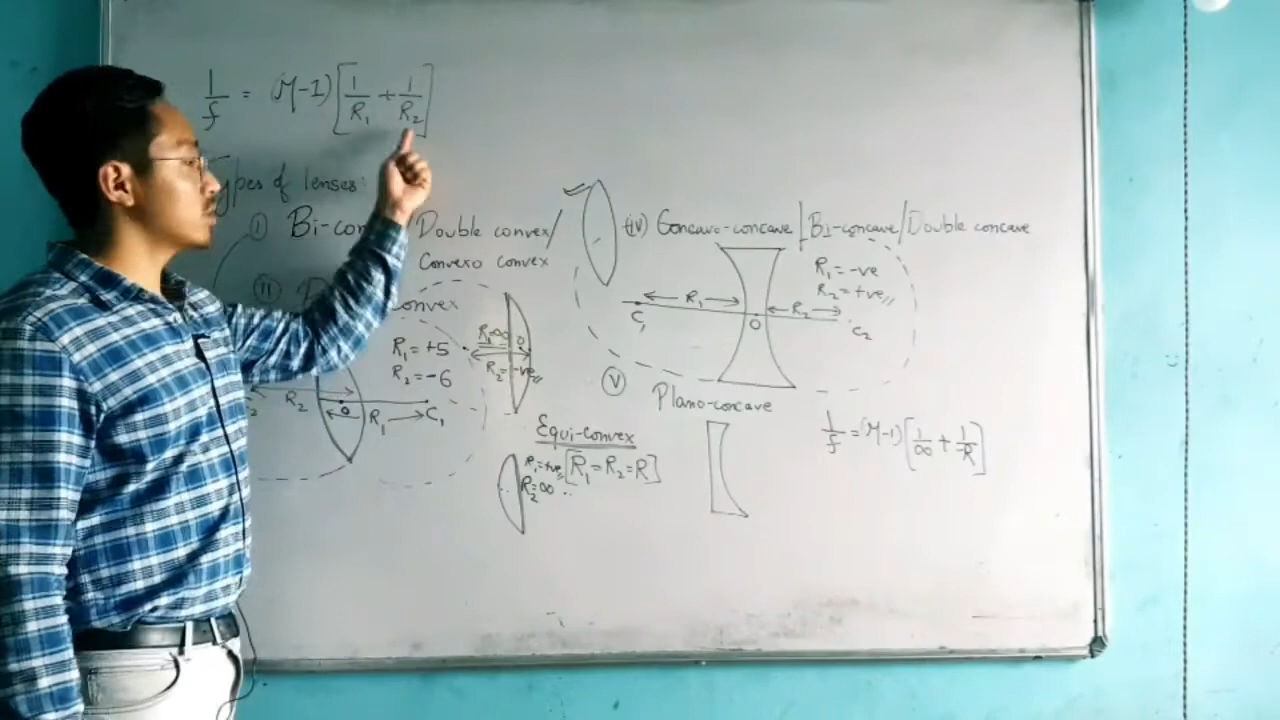 1/f = (M-1) [1/R₁ + 1/R₂]
Types of lenses:
(I) Bi-con / Double convex/
Convexo convex
(II) convex
R₁ = +5
R₂ = -6
R₂
O
R₁
C₁
R₁=∞
O
R₂=-ve,,
Equi-convex
[R₁=R₂=R]
R₁=+ve,,
R₂=∞
(iv) Concavo-concave | Bi-concave/Double concave
R₁ = -ve
R₂ = +ve,,
R₁
R₂
C₁
O
C₂
(V)
Plano-concave
1/f = (M-1) [1/∞ + 1/-R]